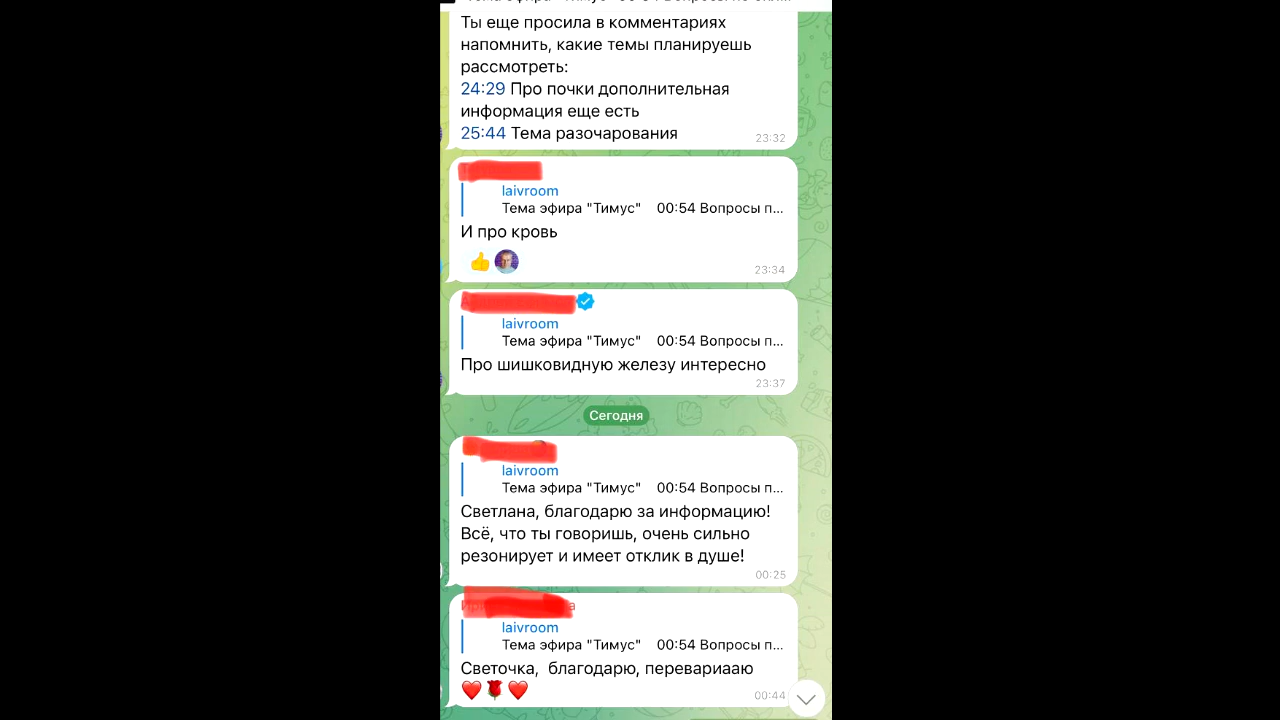 Ты еще просила в комментариях
напомнить, какие темы планируешь
рассмотреть:
24:29 Про почки дополнительная
информация еще есть
25:44 Тема разочарования
23:32
laivroom
Тема эфира "Тимус" 00:54 Вопросы п...
И про кровь
23:34
laivroom
Тема эфира "Тимус" 00:54 Вопросы п...
Про шишковидную железу интересно
23:37
Сегодня
laivroom
Тема эфира "Тимус" 00:54 Вопросы п...
Светлана, благодарю за информацию!
Всё, что ты говоришь, очень сильно
резонирует и имеет отклик в душе!
00:25
laivroom
Тема эфира "Тимус" 00:54 Вопросы п...
Светочка, благодарю, перевариааю
00:44